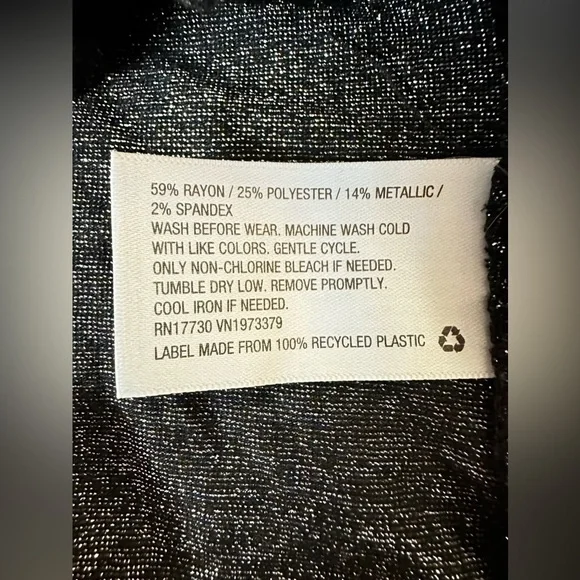 59% RAYON / 25% POLYESTER / 14% METALLIC /
2% SPANDEX
WASH BEFORE WEAR. MACHINE WASH COLD
WITH LIKE COLORS. GENTLE CYCLE.
ONLY NON-CHLORINE BLEACH IF NEEDED.
TUMBLE DRY LOW. REMOVE PROMPTLY.
COOL IRON IF NEEDED.
RN17730 VN1973379
LABEL MADE FROM 100% RECYCLED PLASTIC